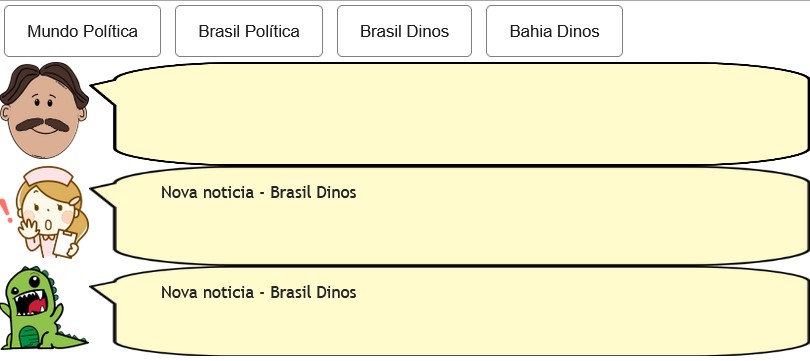 Mundo Política
Brasil Política
Brasil Dinos
Bahia Dinos
Nova noticia - Brasil Dinos
Nova noticia - Brasil Dinos